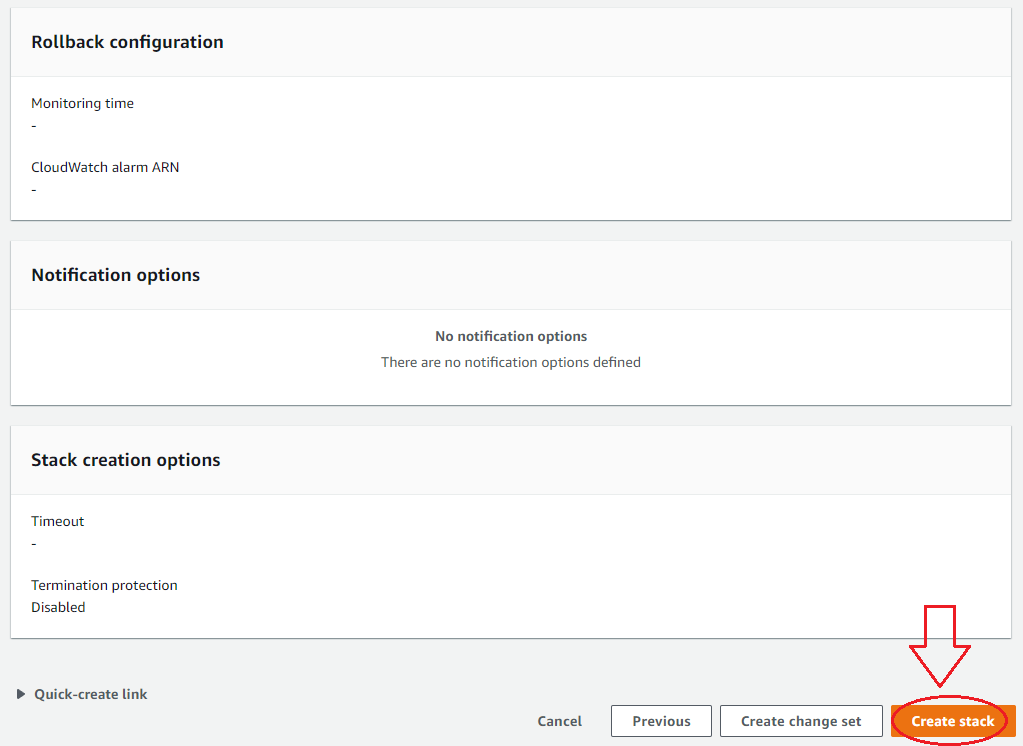 Rollback configuration
Monitoring time
-
CloudWatch alarm ARN
-
Notification options
No notification options
There are no notification options defined
Stack creation options
Timeout
-
Termination protection
Disabled
Quick-create link
Cancel Previous Create change set Create stack